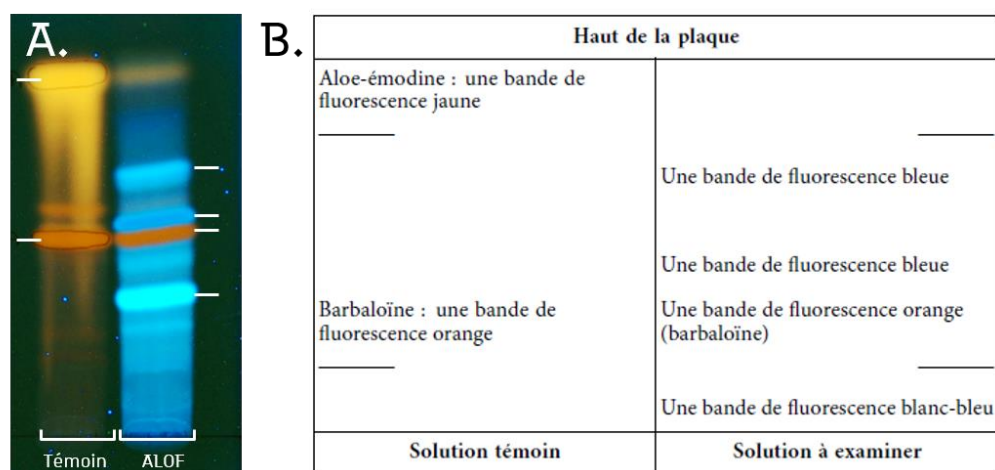 A.
B.
Haut de la plaque
Aloe-émodine : une bande de
fluorescence jaune
Une bande de fluorescence bleue
Une bande de fluorescence bleue
Barbaloïne : une bande de
fluorescence orange
Une bande de fluorescence orange
(barbaloïne)
Une bande de fluorescence blanc-bleu
Solution témoin
Solution à examiner
Témoin
ALOF